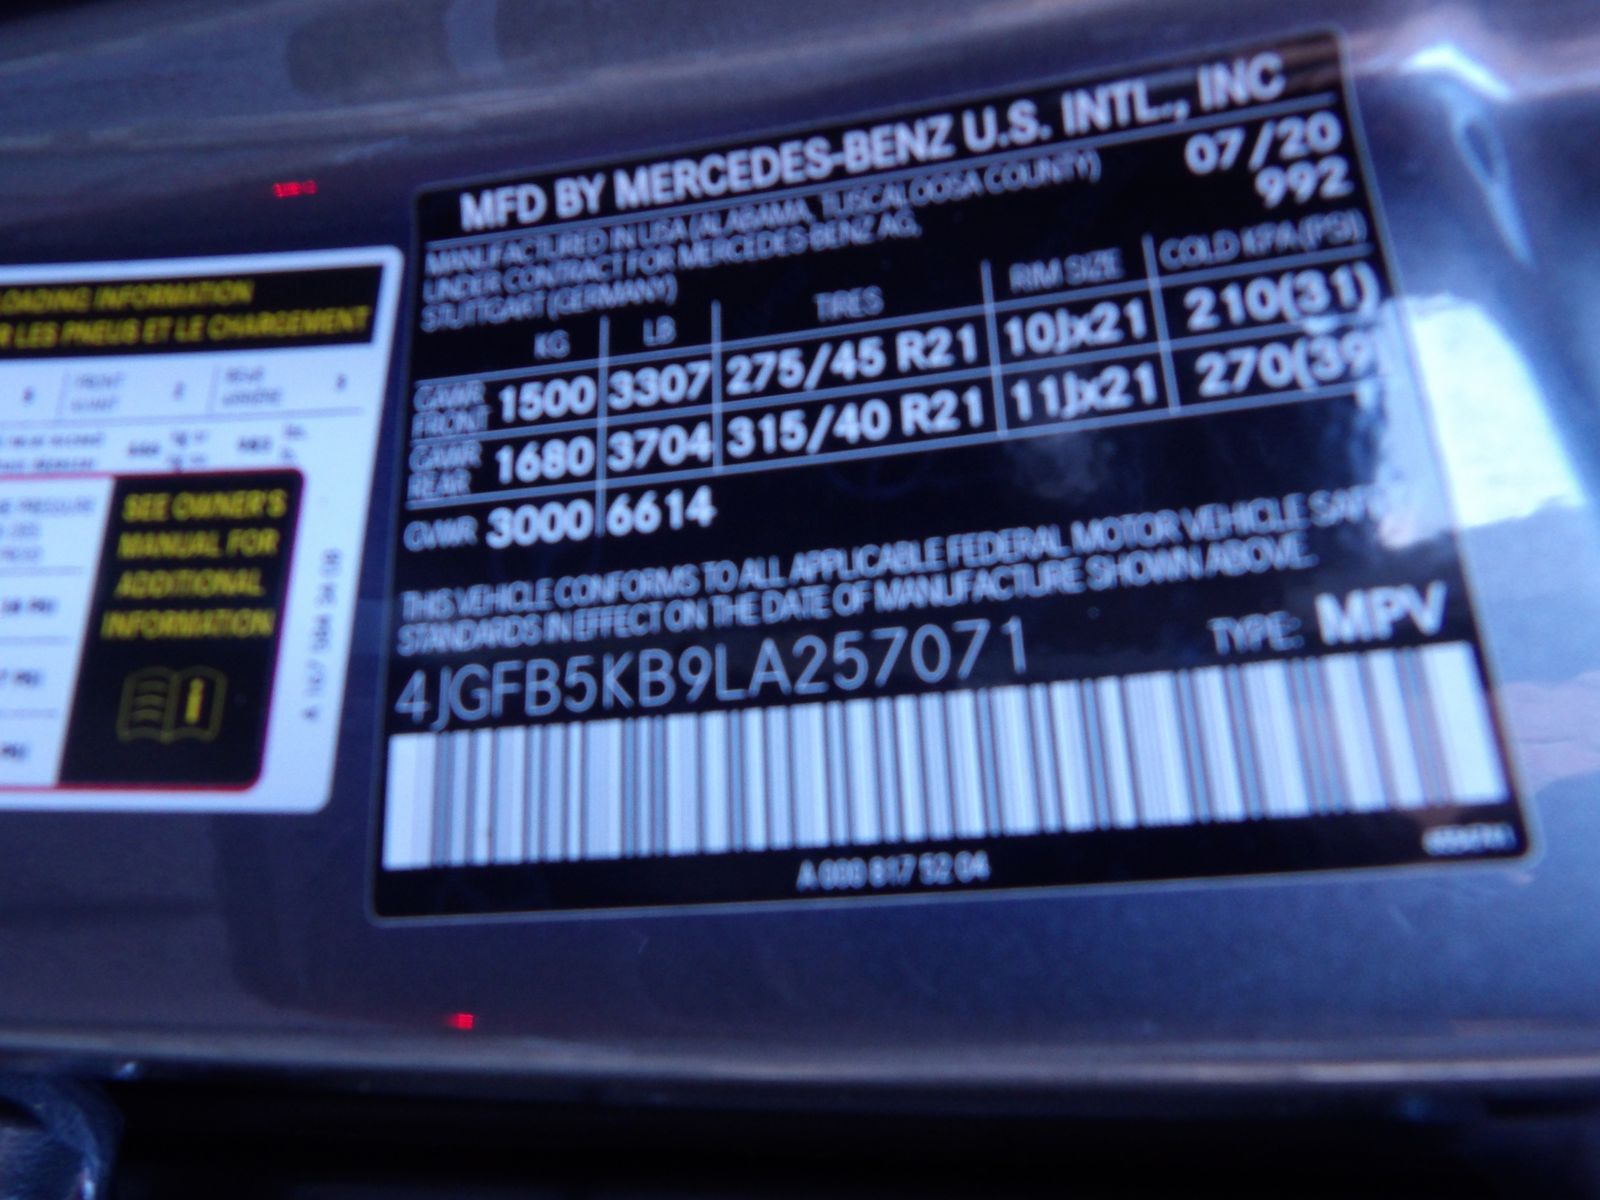 LOADING INFORMATION
R LES PNEUS ET LE CHARGEMENT
SEE OWNER'S
MANUAL FOR
ADDITIONAL
INFORMATION
MFD BY MERCEDES-BENZ U.S. INTL., INC
MANUFACTURED IN USA (ALABAMA, TUSCALOOSA COUNTY) 07/20
UNDER CONTRACT FOR MERCEDES-BENZ AG, 992
STUTTGART (GERMANY)
KG LB TIRES RIM SIZE COLD KPA (PSI)
GAWR FRONT 1500 3307 275/45 R21 10Jx21 210(31)
GAWR REAR 1680 3704 315/40 R21 11Jx21 270(39)
GVWR 3000 6614
THIS VEHICLE CONFORMS TO ALL APPLICABLE FEDERAL MOTOR VEHICLE
STANDARDS IN EFFECT ON THE DATE OF MANUFACTURE SHOWN ABOVE.
4JGFB5KB9LA257071 TYPE: MPV
A 000 817 52 04